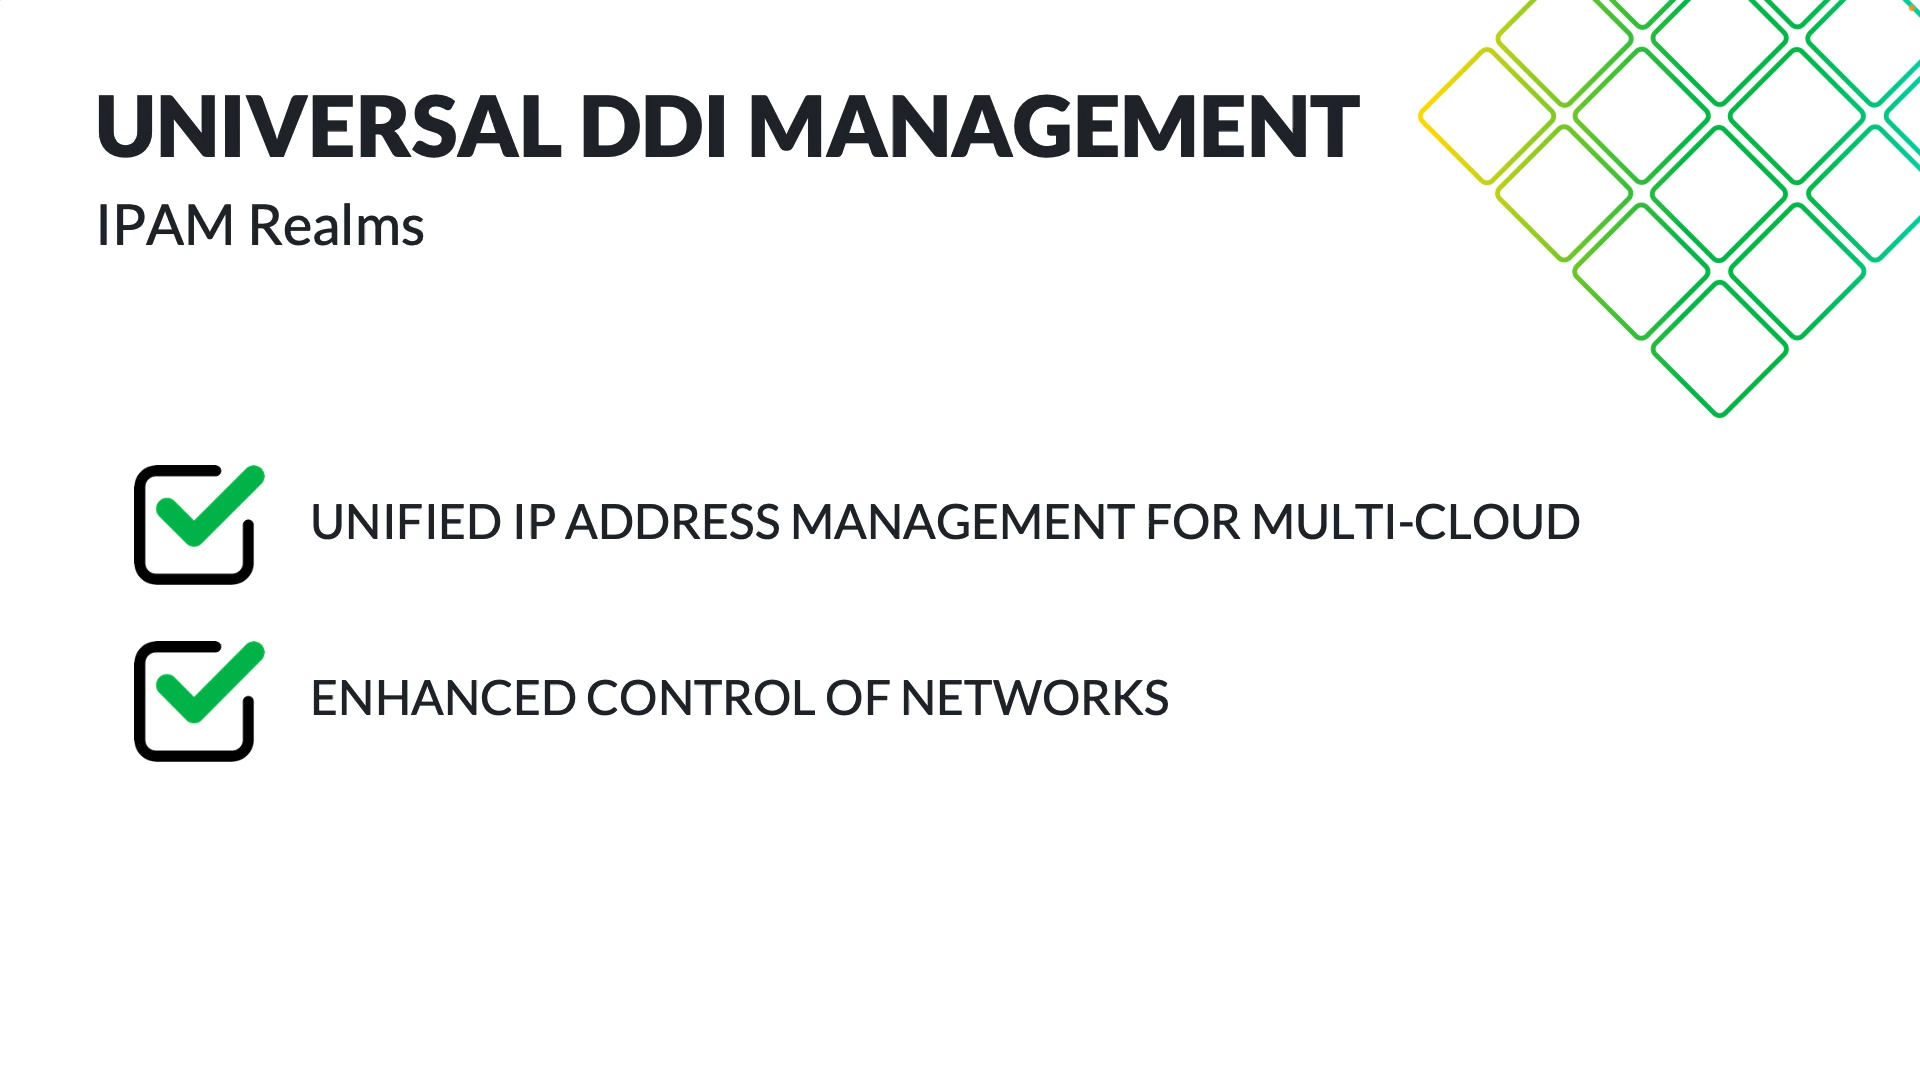 UNIVERSAL DDI MANAGEMENT
IPAM Realms
UNIFIED IP ADDRESS MANAGEMENT FOR MULTI-CLOUD
ENHANCED CONTROL OF NETWORKS